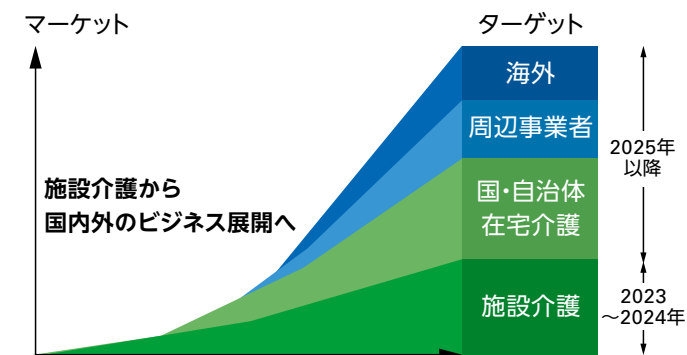 マーケット
ターゲット
海外
周辺事業者
国・自治体
在宅介護
施設介護
2025年
以降
2023
～2024年
施設介護から
国内外のビジネス展開へ